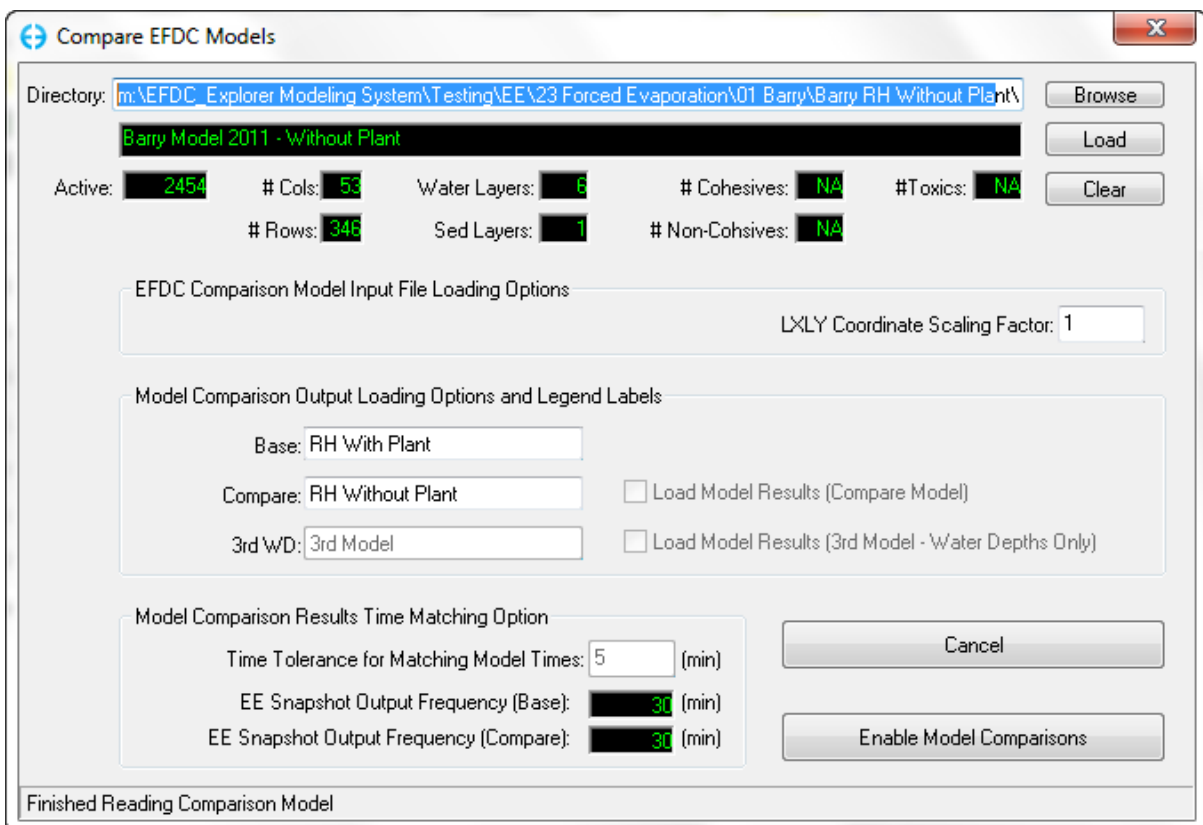 Compare EFDC Models
Directory: m:\EFDC_Explorer Modeling System\Testing\EE\23 Forced Evaporation\01 Barry\Barry RH Without Plant\ Browse
Barry Model 2011 - Without Plant Load
Active: 2454 # Cols: 53 Water Layers: 6 # Cohesives: NA #Toxics: NA Clear
# Rows: 346 Sed Layers: 1 # Non-Cohsives: NA
EFDC Comparison Model Input File Loading Options
LXLY Coordinate Scaling Factor: 1
Model Comparison Output Loading Options and Legend Labels
Base: RH With Plant
Compare: RH Without Plant Load Model Results (Compare Model)
3rd WD: 3rd Model Load Model Results (3rd Model - Water Depths Only)
Model Comparison Results Time Matching Option
Time Tolerance for Matching Model Times: 5 (min) Cancel
EE Snapshot Output Frequency (Base): 30 (min)
EE Snapshot Output Frequency (Compare): 30 (min) Enable Model Comparisons
Finished Reading Comparison Model